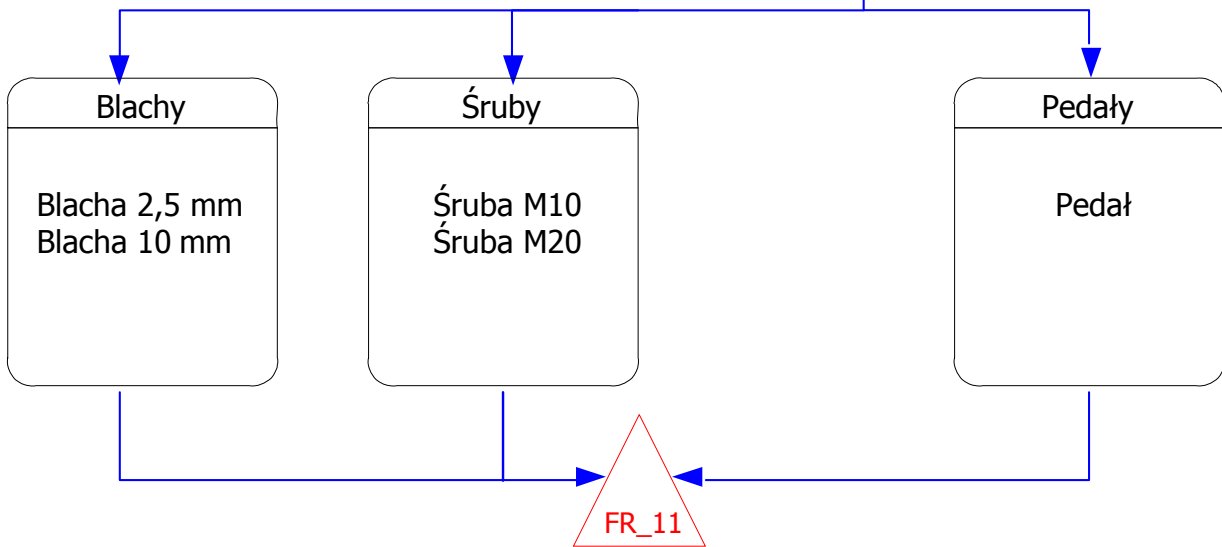 Blachy
Blacha 2,5 mm
Blacha 10 mm
Śruby
Śruba M10
Śruba M20
Pedały
Pedał
FR_11